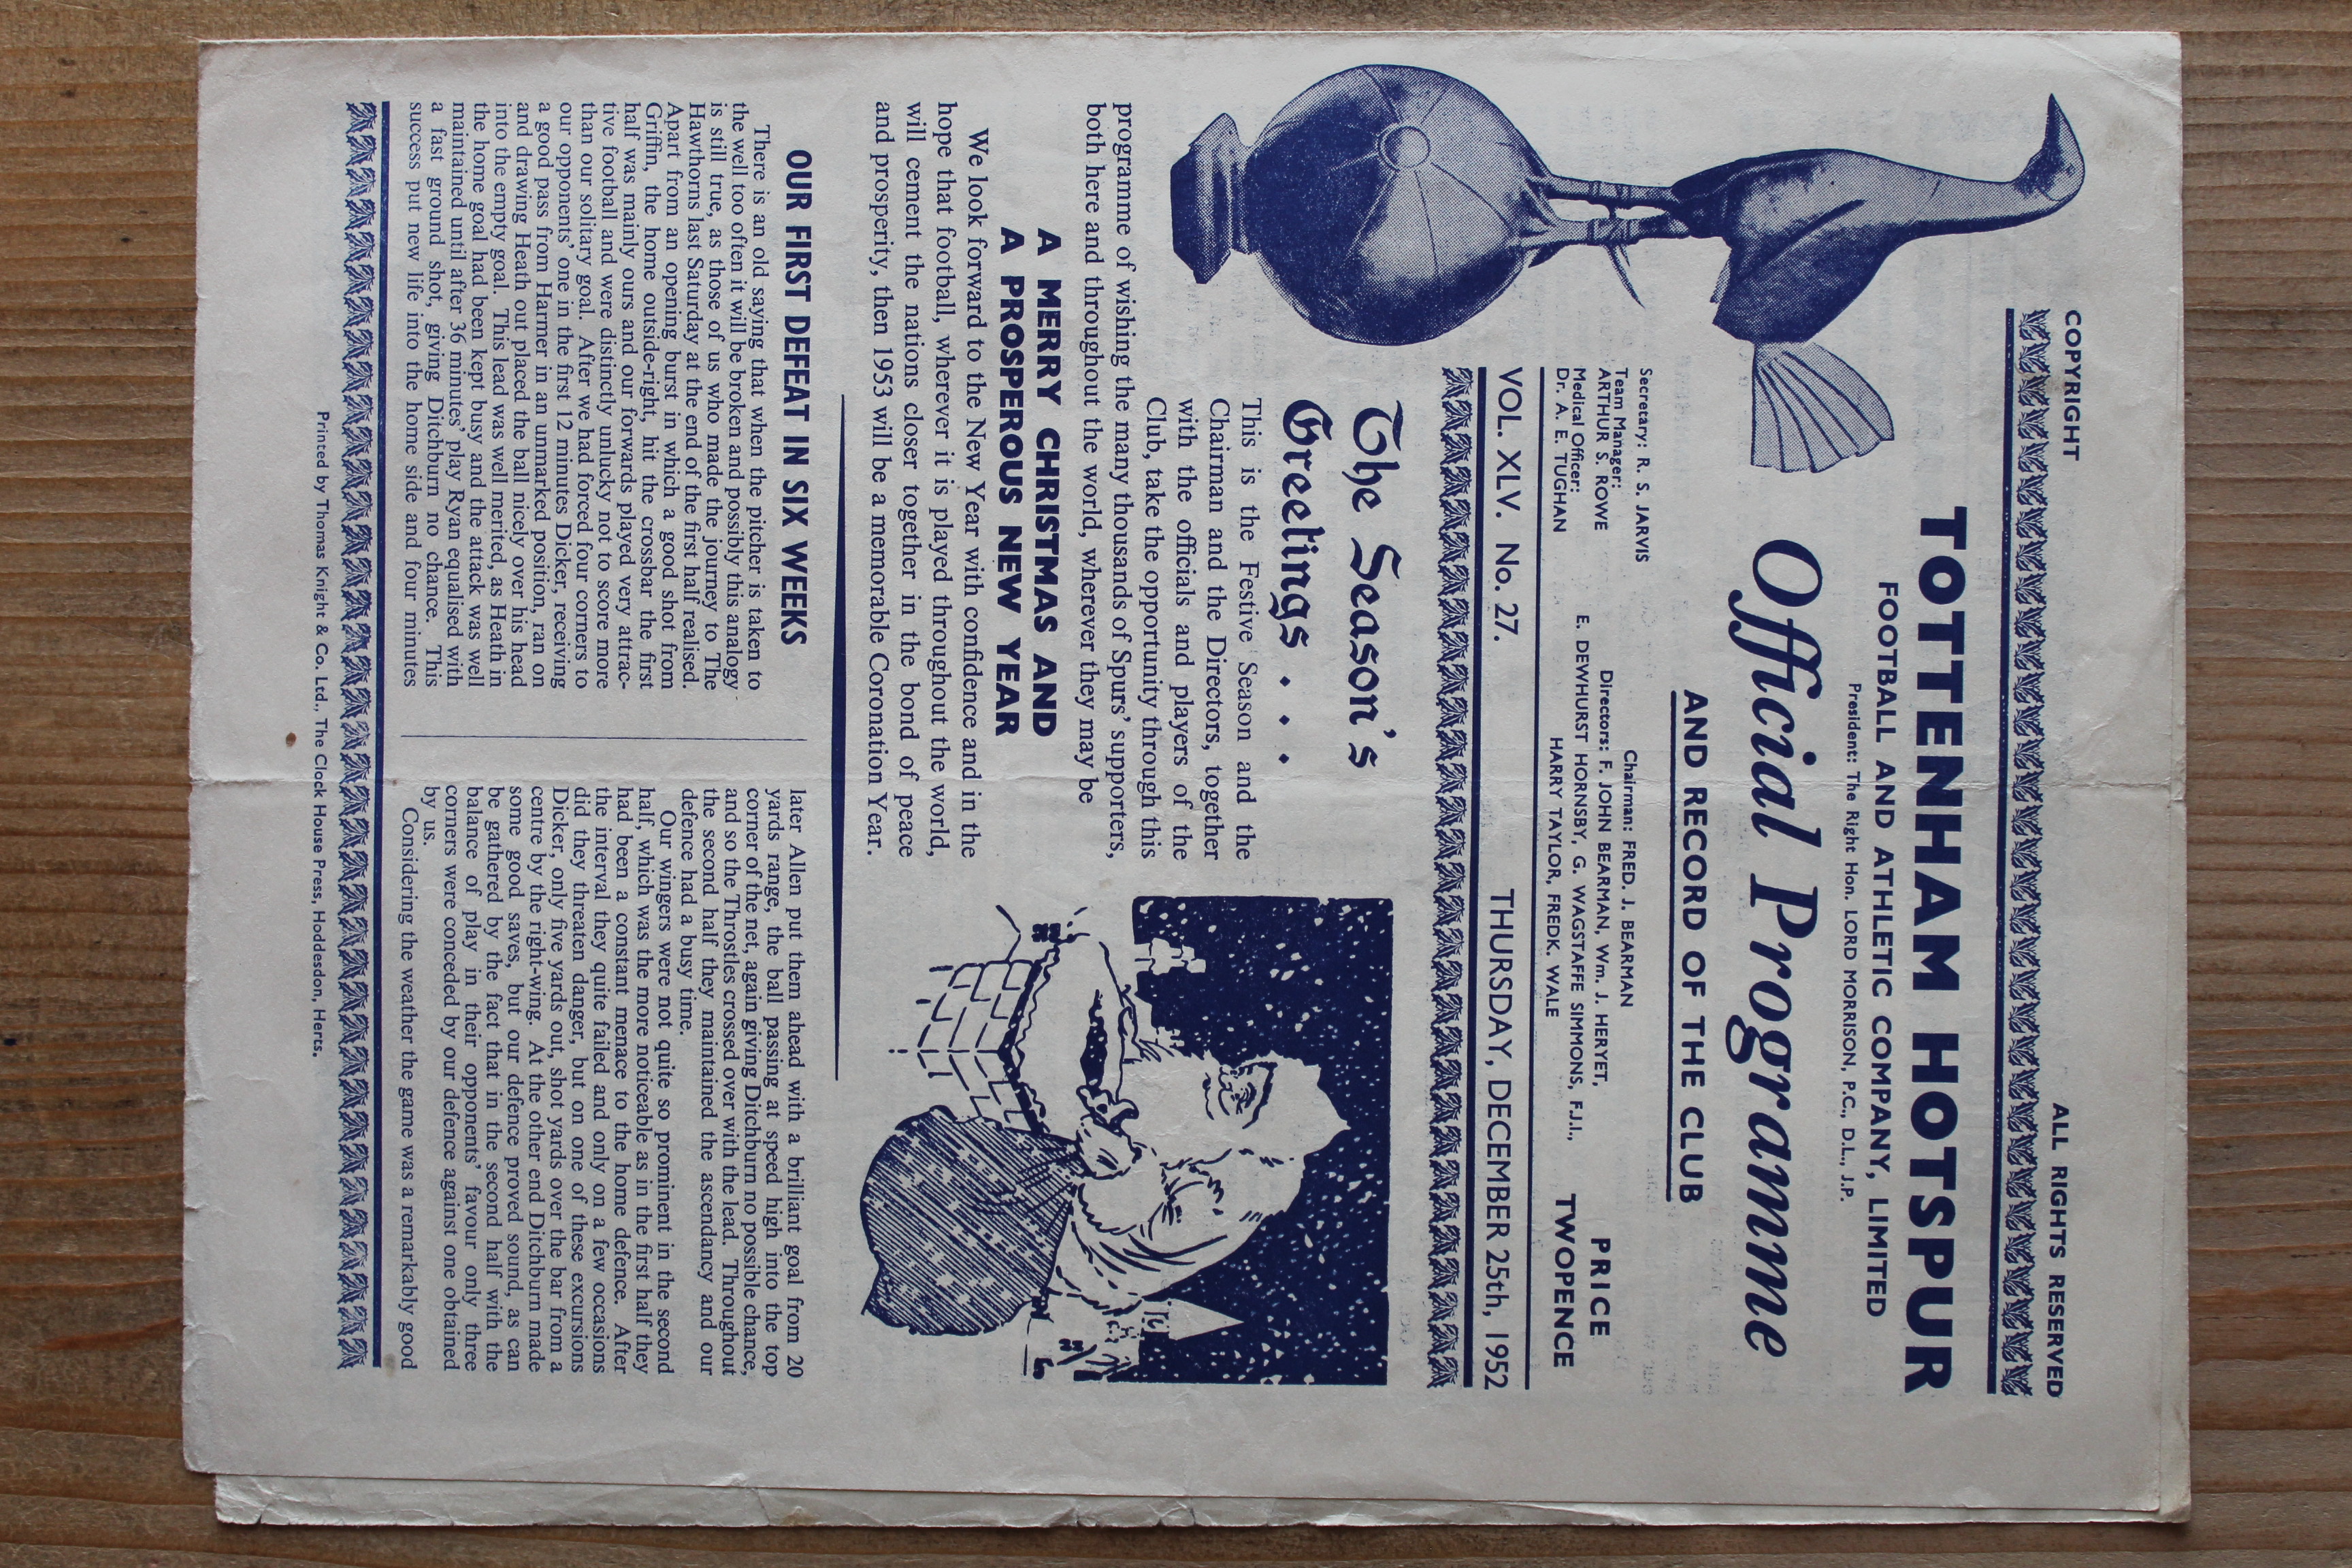 COPYRIGHT
ALL RIGHTS RESERVED
TOTTENHAM HOTSPUR
FOOTBALL AND ATHLETIC COMPANY, LIMITED
President: The Right Hon. LORD MORRISON, P.C., D.L., J.P.
Official Programme
AND RECORD OF THE CLUB
Secretary: R. S. JARVIS
Team Manager:
ARTHUR S. ROWE
Medical Officer:
Dr. A. E. TUGHAN
Chairman: FRED. J. BEARMAN
Directors: F. JOHN BEARMAN, Wm. J. HERYET,
E. DEWHURST HORNSBY, G. WAGSTAFFE SIMMONS, F.J.I.,
HARRY TAYLOR, FREDK. WALE
PRICE
TWOPENCE
VOL. XLV. No. 27.
THURSDAY, DECEMBER 25th, 1952
The Season's
Greetings . . .
This is the Festive Season and the
Chairman and the Directors, together
with the officials and players of the
Club, take the opportunity through this
programme of wishing the many thousands of Spurs' supporters,
both here and throughout the world, wherever they may be
A MERRY CHRISTMAS AND
A PROSPEROUS NEW YEAR
We look forward to the New Year with confidence and in the
hope that football, wherever it is played throughout the world,
will cement the nations closer together in the bond of peace
and prosperity, then 1953 will be a memorable Coronation Year.
OUR FIRST DEFEAT IN SIX WEEKS
There is an old saying that when the pitcher is taken to
the well too often it will be broken and possibly this analogy
is still true, as those of us who made the journey to The
Hawthorns last Saturday at the end of the first half realised.
Apart from an opening burst in which a good shot from
Griffin, the home outside-right, hit the crossbar the first
half was mainly ours and our forwards played very attrac-
tive football and were distinctly unlucky not to score more
than our solitary goal. After we had forced four corners to
our opponents' one in the first 12 minutes Dicker, receiving
a good pass from Harmer in an unmarked position, ran on
and drawing Heath out placed the ball nicely over his head
into the empty goal. This lead was well merited, as Heath in
the home goal had been kept busy and the attack was well
maintained until after 36 minutes' play Ryan equalised with
a fast ground shot, giving Ditchburn no chance. This
success put new life into the home side and four minutes
later Allen put them ahead with a brilliant goal from 20
yards range, the ball passing at speed high into the top
corner of the net, again giving Ditchburn no possible chance,
and so the Throstles crossed over with the lead. Throughout
the second half they maintained the ascendancy and our
defence had a busy time.
Our wingers were not quite so prominent in the second
half, which was the more noticeable as in the first half they
had been a constant menace to the home defence. After
the interval they quite failed and only on a few occasions
did they threaten danger, but on one of these excursions
Dicker, only five yards out, shot yards over the bar from a
centre by the right-wing. At the other end Ditchburn made
some good saves, but our defence proved sound, as can
be gathered by the fact that in the second half with the
balance of play in their opponents' favour only three
corners were conceded by our defence against one obtained
by us.
Considering the weather the game was a remarkably good
Printed by Thomas Knight & Co. Ltd., The Clock House Press, Hoddesdon, Herts.